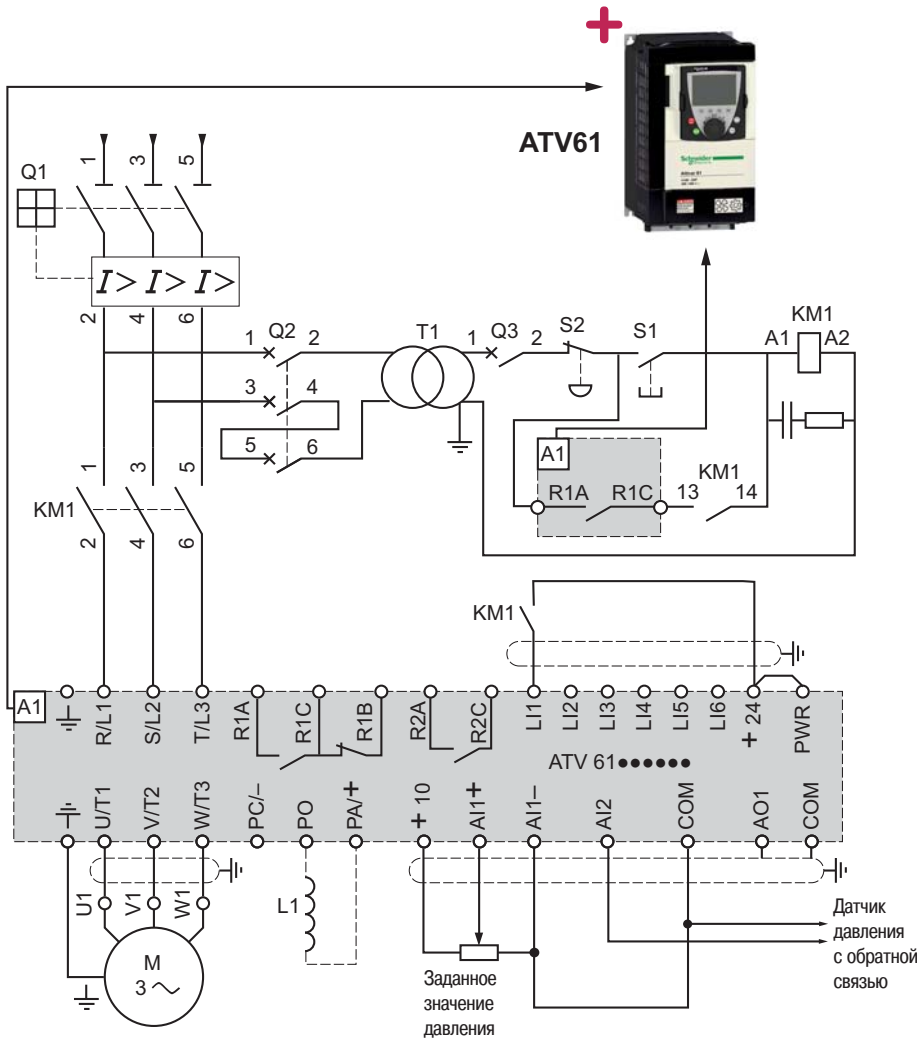 ATV61
Schneider Electric
Altivar 61
Q1
1 3 5
I> I> I>
2 4 6
1 Q2 2
3 4
5 6
T1
1 Q3 2
S2
S1
KM1
A1 A2
A1
R1A R1C
KM1
13 14
KM1
1 3 5
2 4 6
KM1
A1
R/L1
S/L2
T/L3
R1A
R1C
R1B
R2A
R2C
LI1
LI2
LI3
LI4
LI5
LI6
+ 24
PWR
ATV 61●●●●●●
U/T1
V/T2
W/T3
PC/–
PO
PA/+
+ 10
AI1+
AI1–
AI2
COM
AO1
COM
U1
V1
W1
L1
M
3 ~
Заданное
значение
давления
Датчик
давления
с обратной
связью